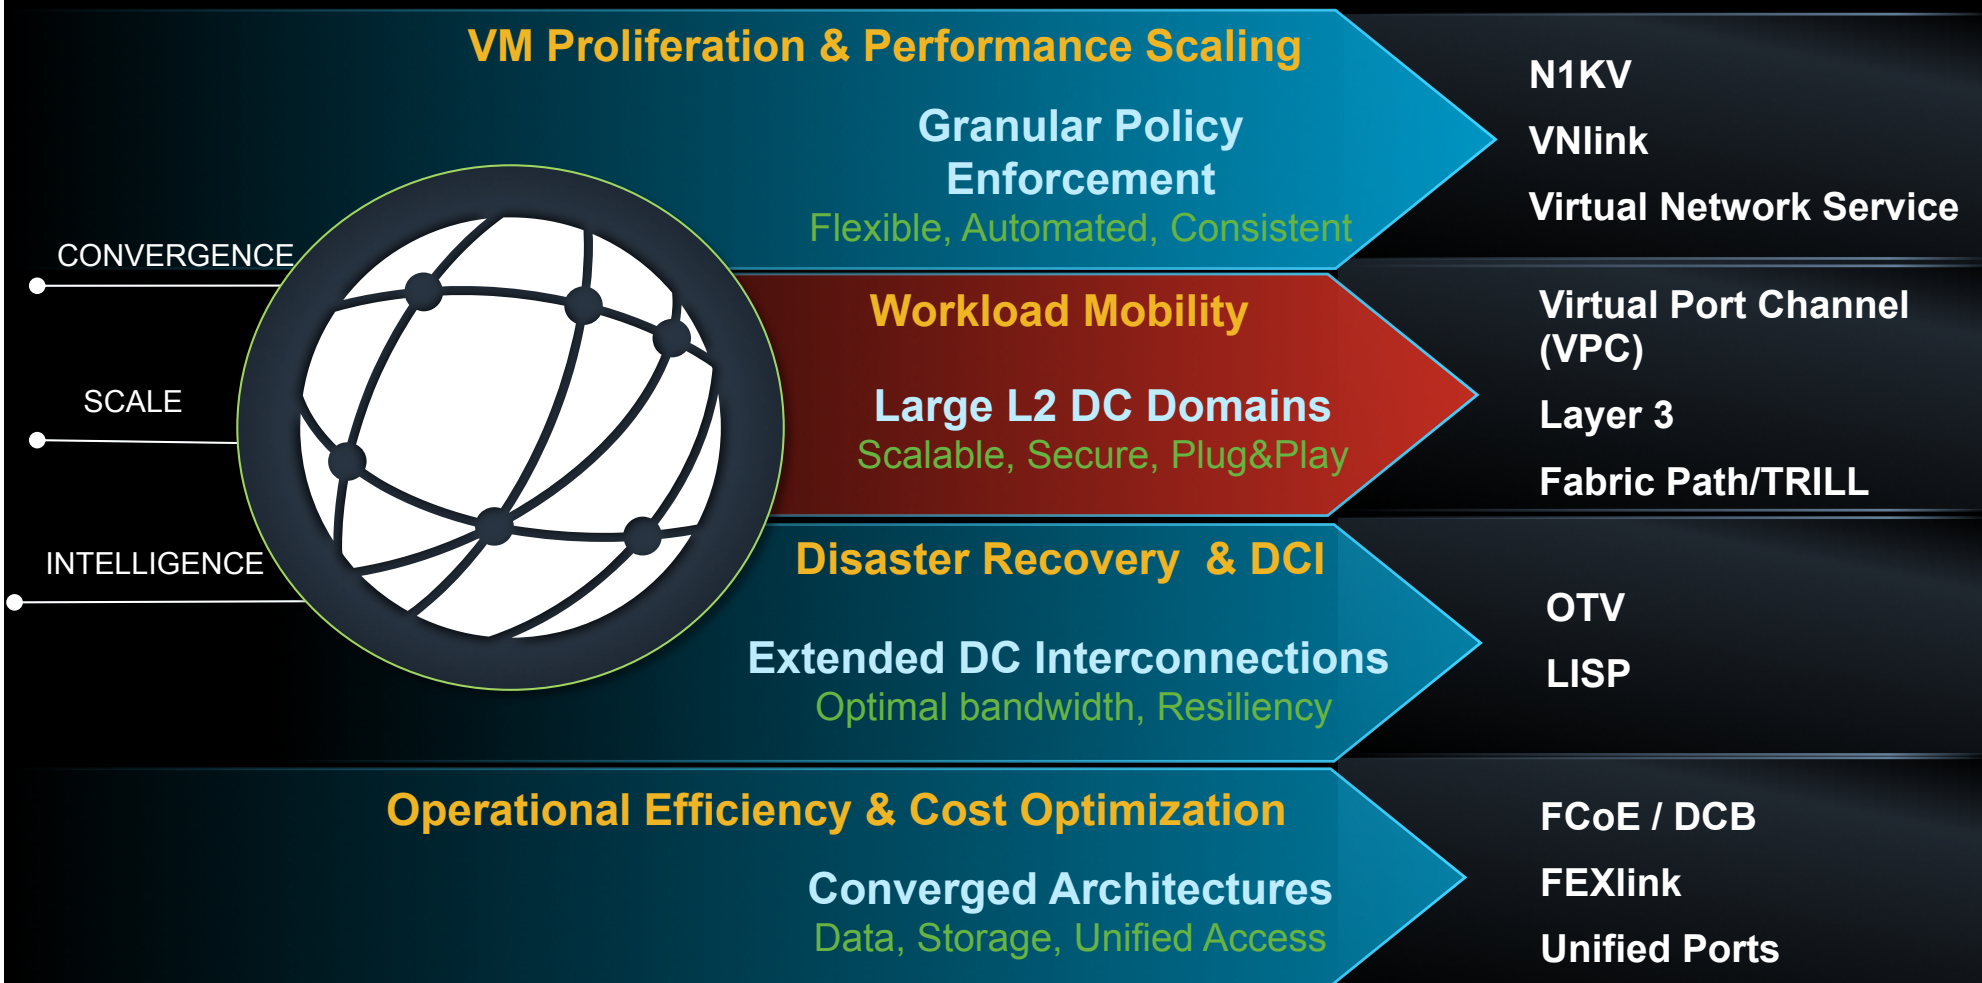 VM Proliferation & Performance Scaling
Granular Policy
Enforcement
Flexible, Automated, Consistent
N1KV
VNlink
Virtual Network Service
CONVERGENCE
SCALE
INTELLIGENCE
Workload Mobility
Large L2 DC Domains
Scalable, Secure, Plug&Play
Virtual Port Channel
(VPC)
Layer 3
Fabric Path/TRILL
Disaster Recovery & DCI
Extended DC Interconnections
Optimal bandwidth, Resiliency
OTV
LISP
Operational Efficiency & Cost Optimization
Converged Architectures
Data, Storage, Unified Access
FCoE / DCB
FEXlink
Unified Ports